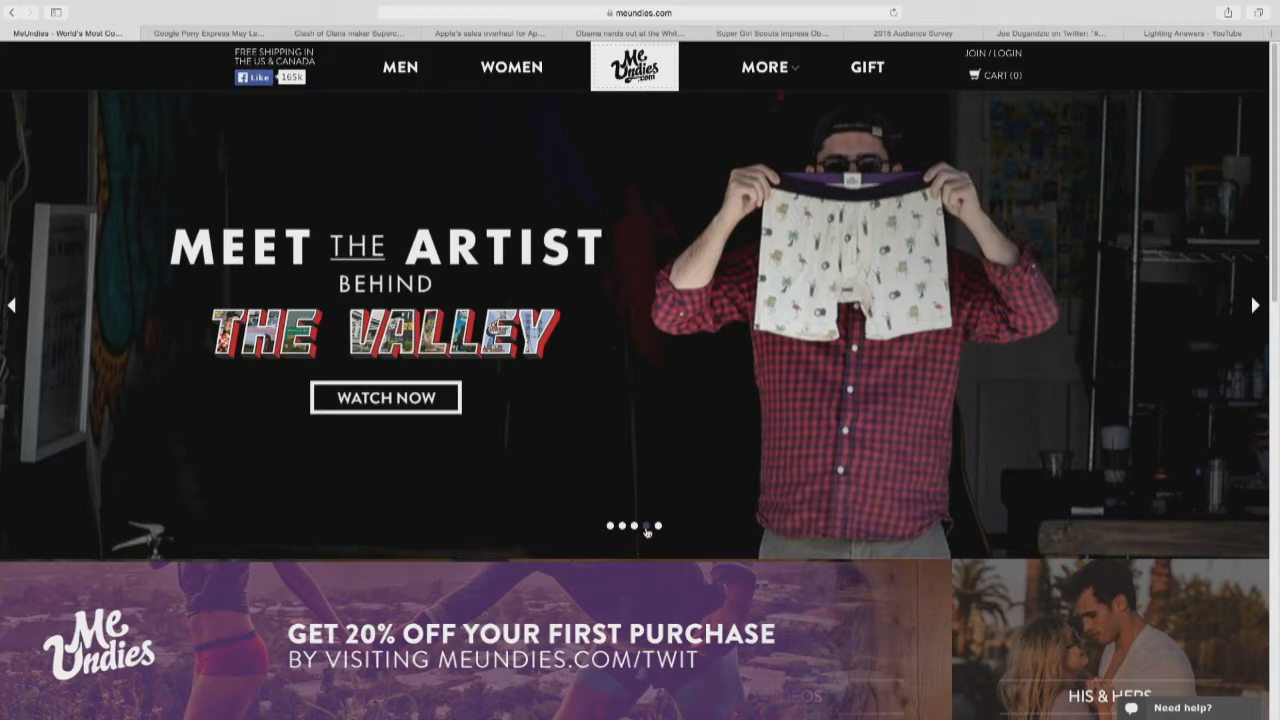 meundies.com
MeUndies - World's Most Co...
Google Pony Express May Le...
Clash of Clans maker Superc...
Apple's sales overhaul for Ap...
Obama nerds out at the Whit...
Super Girl Scouts impress Ob...
2015 Audience Survey
Joe Dugandzic on Twitter: "#...
Lighting Answers - YouTube
FREE SHIPPING IN
THE US & CANADA
Like 165k
MEN
WOMEN
Me
Undies
.com
MORE
GIFT
JOIN / LOGIN
CART (0)
MEET THE ARTIST
BEHIND
THE VALLEY
WATCH NOW
Me
Undies
GET 20% OFF YOUR FIRST PURCHASE
BY VISITING MEUNDIES.COM/TWIT
HIS & HERS
Need help?